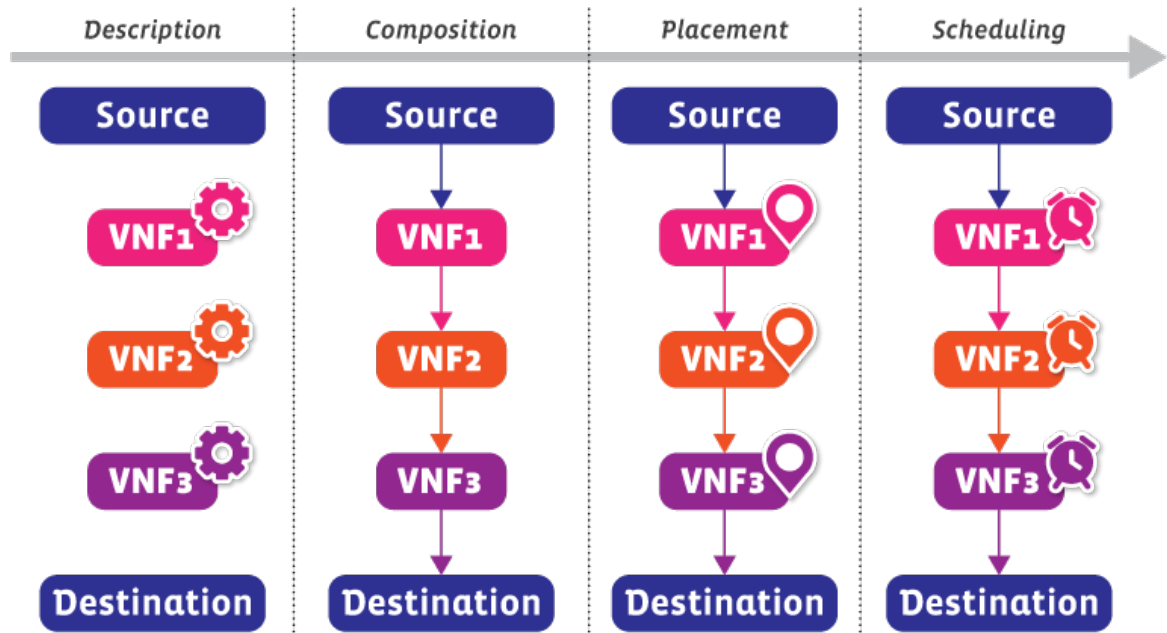 Description
Composition
Placement
Scheduling
Source
Source
Source
Source
VNF1
VNF1
VNF1
VNF1
VNF2
VNF2
VNF2
VNF2
VNF3
VNF3
VNF3
VNF3
Destination
Destination
Destination
Destination